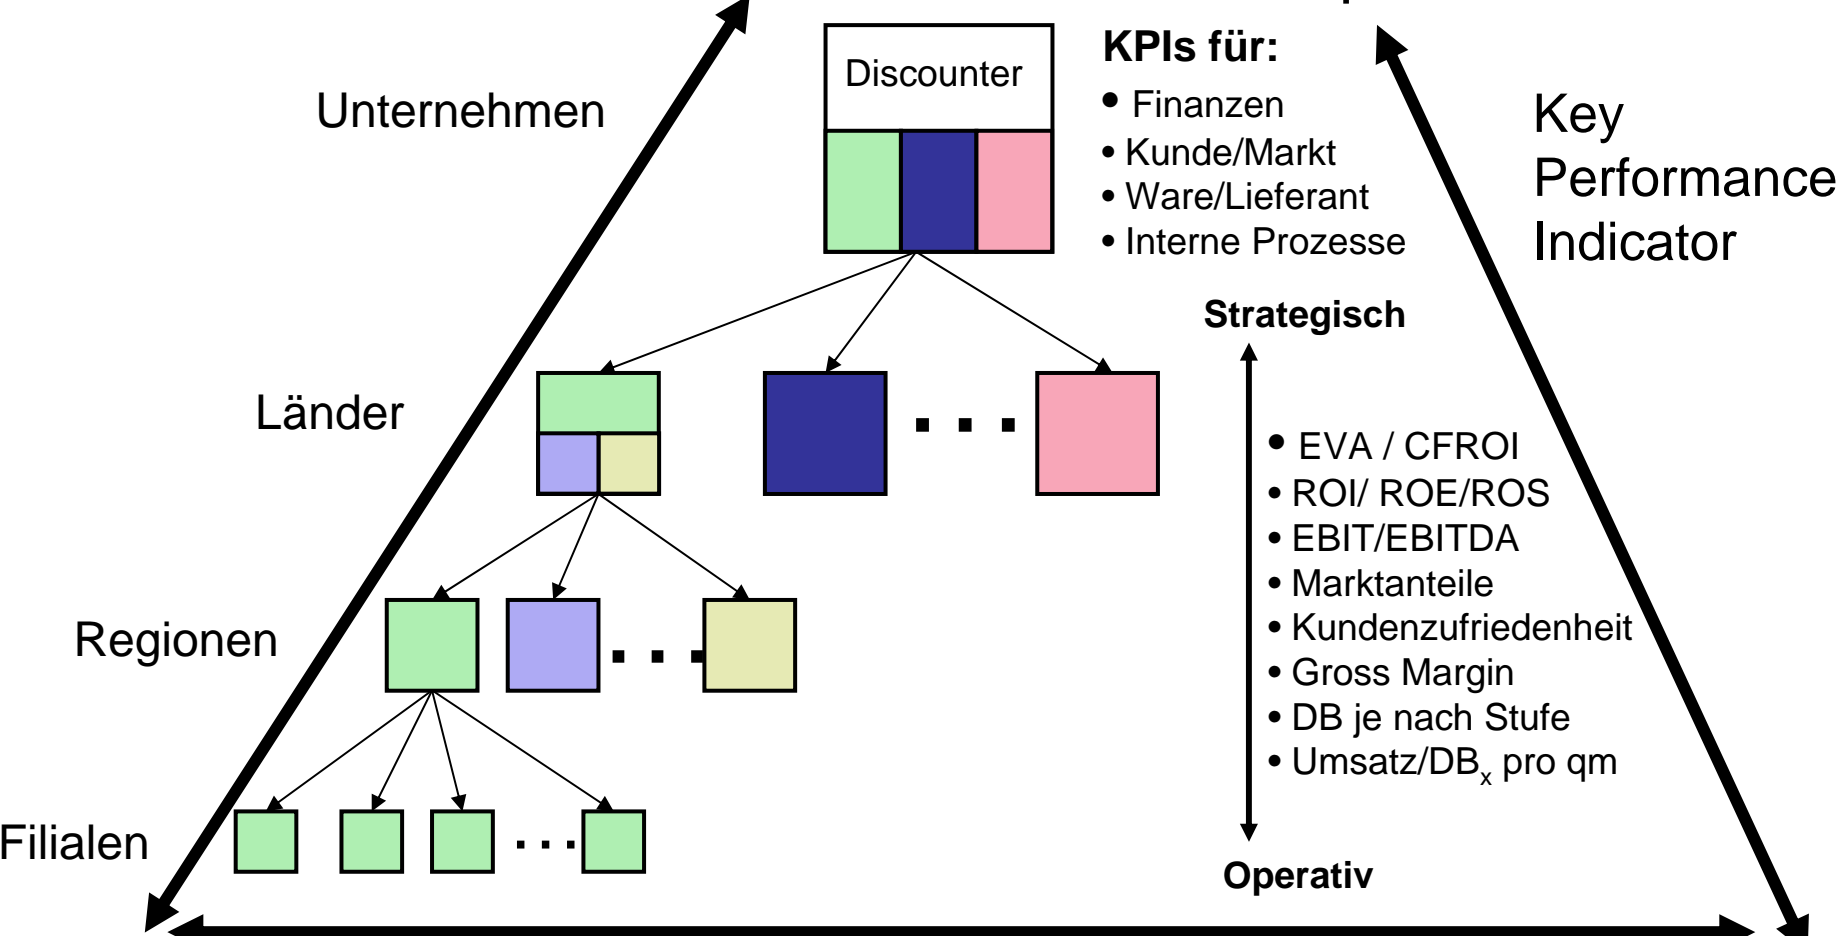 Unternehmen
Discounter
KPIs für:
• Finanzen
• Kunde/Markt
• Ware/Lieferant
• Interne Prozesse
Key
Performance
Indicator
Strategisch
Länder
• EVA / CFROI
• ROI/ ROE/ROS
• EBIT/EBITDA
• Marktanteile
• Kundenzufriedenheit
• Gross Margin
• DB je nach Stufe
• Umsatz/DBx pro qm
Regionen
Filialen
Operativ